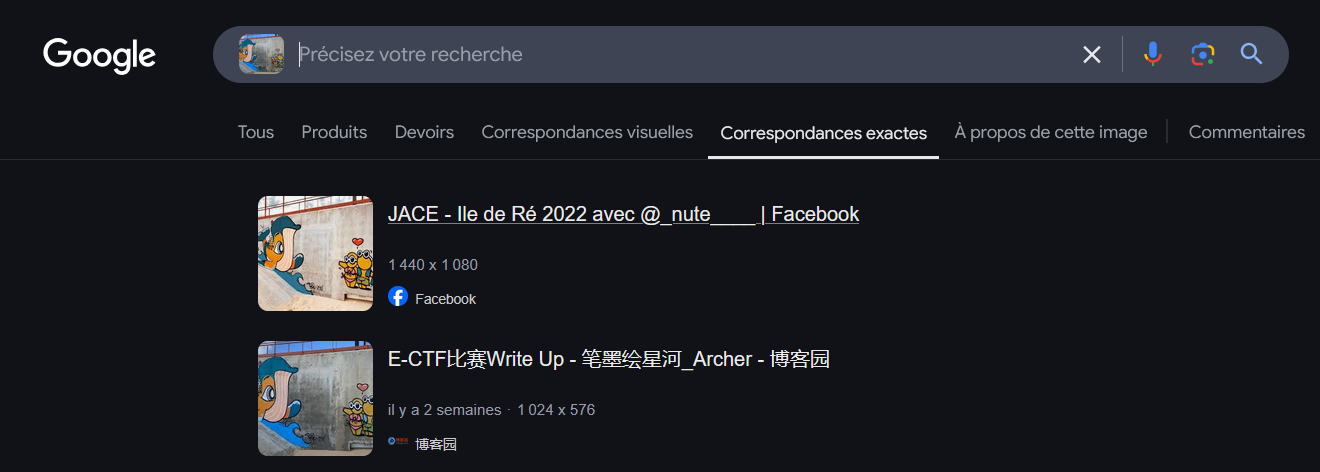 Google
Précisez votre recherche
Tous Produits Devoirs Correspondances visuelles Correspondances exactes À propos de cette image Commentaires
JACE - Ile de Ré 2022 avec @_nute____ | Facebook
1 440 x 1 080
Facebook
E-CTF比赛Write Up - 笔墨绘星河_Archer - 博客园
il y a 2 semaines · 1 024 x 576
博客园